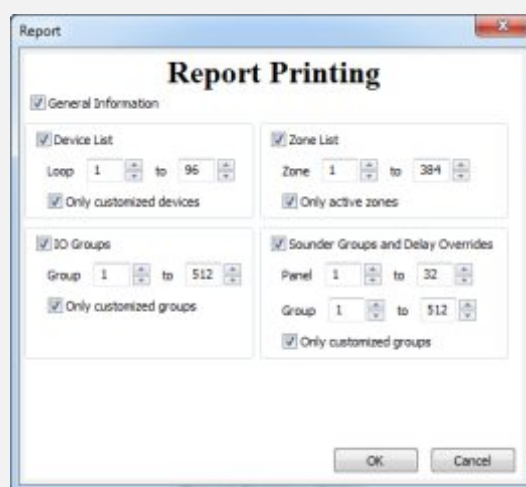 Report
Report Printing
General Information
Device List
Loop 1 to 96
Only customized devices
Zone List
Zone 1 to 384
Only active zones
IO Groups
Group 1 to 512
Only customized groups
Sounder Groups and Delay Overrides
Panel 1 to 32
Group 1 to 512
Only customized groups
OK Cancel